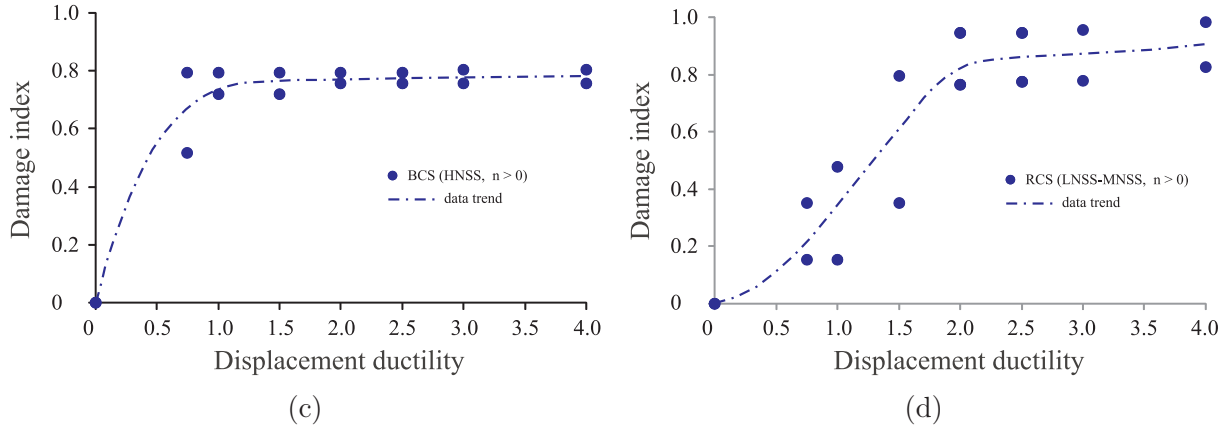 1.0
0.8
0.6
0.4
0.2
0
Damage index
BCS (HNSS, n > 0)
data trend
0 0.5 1.0 1.5 2.0 2.5 3.0 3.5 4.0
Displacement ductility
(c)
1.0
0.8
0.6
0.4
0.2
0
Damage index
RCS (LNSS-MNSS, n > 0)
data trend
0 0.5 1.0 1.5 2.0 2.5 3.0 3.5 4.0
Displacement ductility
(d)